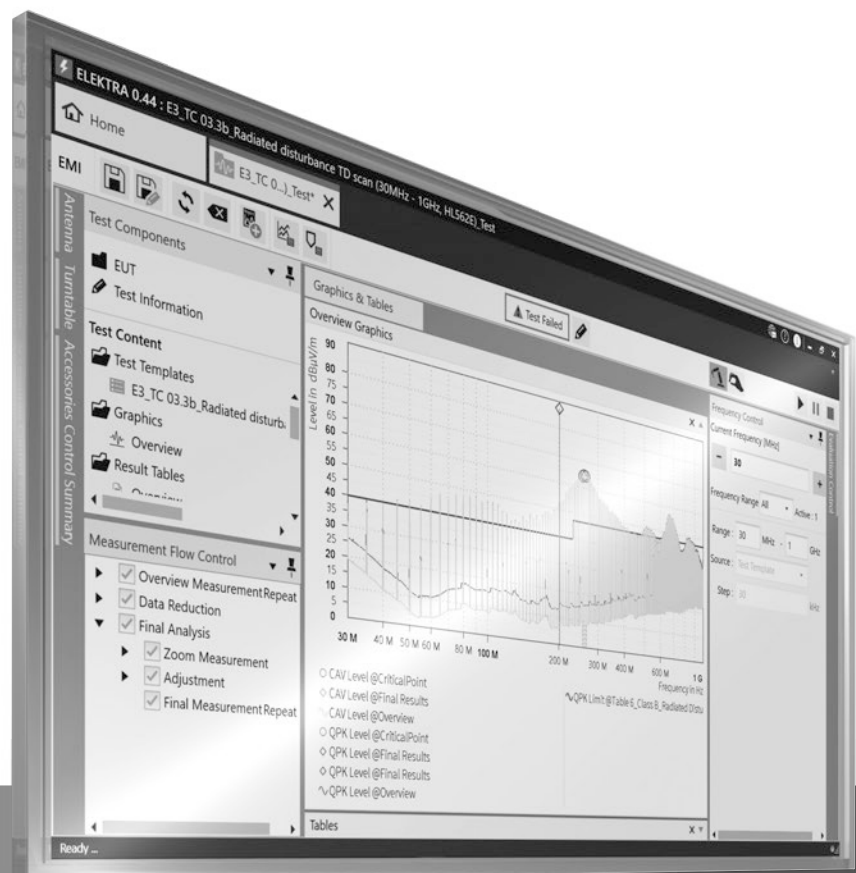 ELEKTRA 0.44 : E3_TC 03.3b_Radiated disturbance TD scan (30MHz - 1GHz, HL562E)_Test
Home
E3_TC 0...)_Test*
EMI
Antenna Turntable Accessories Control Summary
Test Components
EUT
Test Information
Test Content
Test Templates
E3_TC 03.3b_Radiated disturb
Graphics
Overview
Result Tables
Overview
Measurement Flow Control
Overview Measurement Repeat
Data Reduction
Final Analysis
Zoom Measurement
Adjustment
Final Measurement Repeat
Graphics & Tables
Test Failed
Overview Graphics
Level in dBuV/m
90
80
75
70
65
60
55
50
45
40
35
30
25
20
15
10
5
0
30 M 40 M 50 M 60 M 80 M 100 M 200 M 300 M 400 M 600 M 1 G
Frequency in Hz
CAV Level @CriticalPoint
CAV Level @Final Results
CAV Level @Overview
QPK Level @CriticalPoint
QPK Level @Final Results
QPK Level @Final Results
QPK Level @Overview
QPK Limit @Table 6_Class B_Radiated Distu
Tables
Frequency Control
Current Frequency [MHz]
30
Frequency Range All Active : 1
Range : 30 MHz - 1 GHz
Source : Test Template
Step : 30 kHz
Evaluation Control
Ready ...